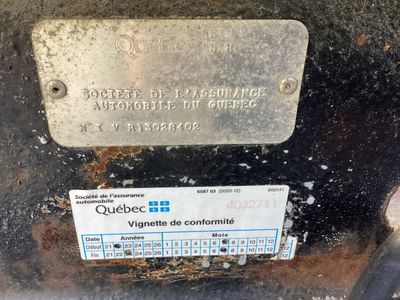 Québec
SOCIETE DE L'ASSURANCE
AUTOMOBILE DU QUEBEC
N I V R13028402
Société de l'assurance
automobile
Québec
6587 03 (2020-12)
600141
4032711
Vignette de conformité
Années Mois
Date 21 23 24 25 26 1 2 3 4 5 6 8 9 10 11 12
Début
Fin 21 22 24 25 26 1 2 3 4 5 6 8 9 10 11 12